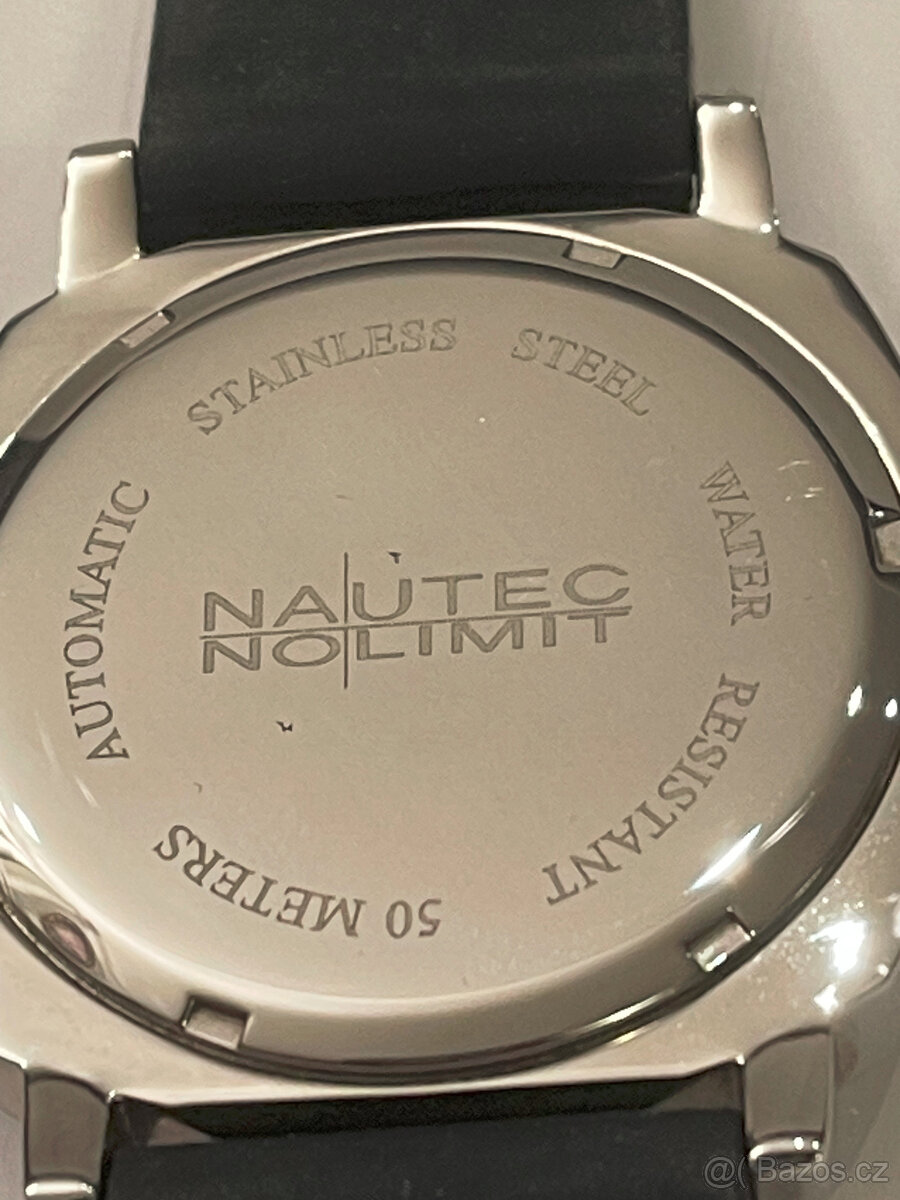 STAINLESS STEEL
WATER RESISTANT
50 METERS
AUTOMATIC
NAUTEC
NOLIMIT
@( Bazos.cz